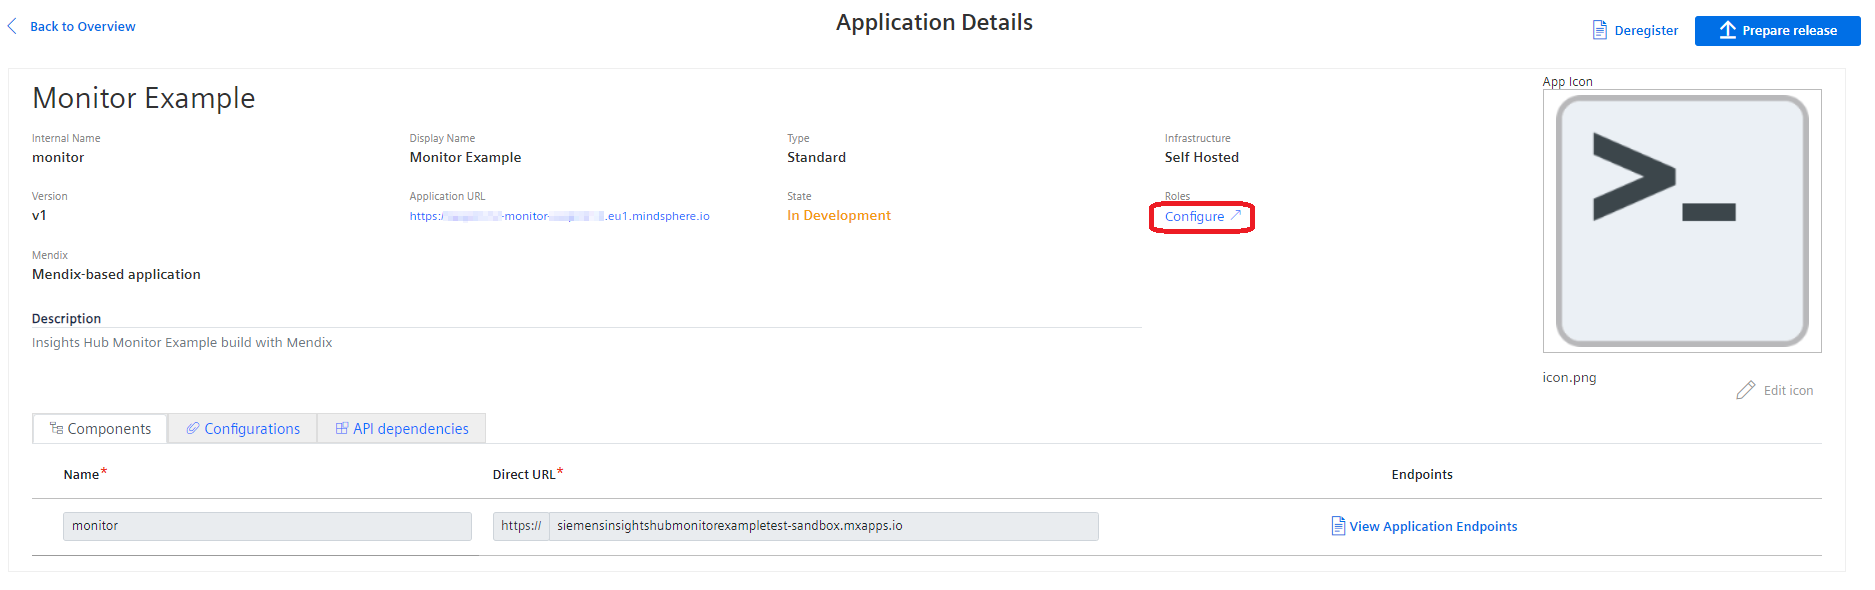 Back to Overview
Application Details
Deregister
Prepare release
Monitor Example
App Icon
Internal Name
monitor
Display Name
Monitor Example
Type
Standard
Infrastructure
Self Hosted
Version
v1
Application URL
https:/ -monitor- .eu1.mindsphere.io
State
In Development
Roles
Configure
Mendix
Mendix-based application
Description
Insights Hub Monitor Example build with Mendix
>_
icon.png
Edit icon
Components
Configurations
API dependencies
Name*
Direct URL*
Endpoints
monitor
https:// siemensinsightshubmonitorexampletest-sandbox.mxapps.io
View Application Endpoints